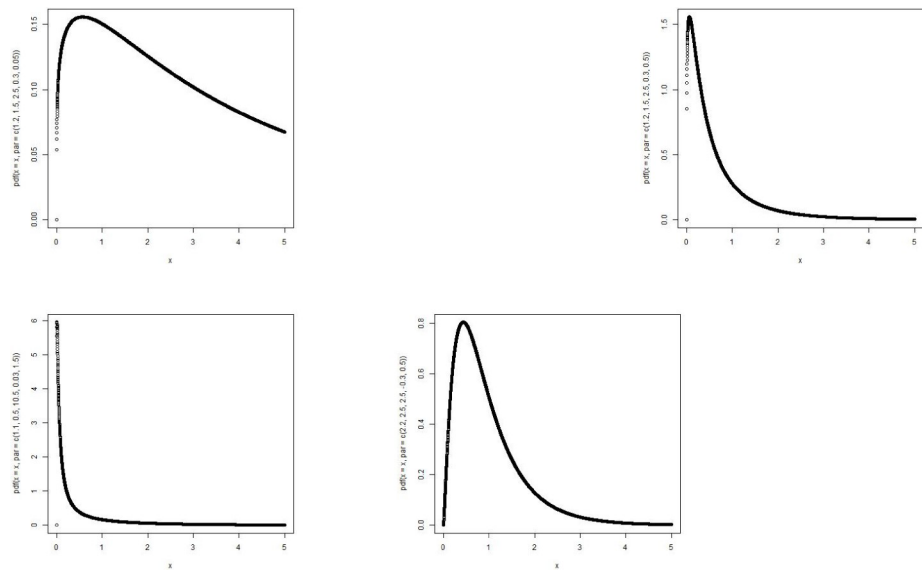 pdf(x = x, par = c(1.2, 1.5, 2.5, 0.3, 0.05))
0.15
0.10
0.05
0.00
0 1 2 3 4 5
x
pdf(x = x, par = c(1.2, 1.5, 2.5, 0.3, 0.5))
1.5
1.0
0.5
0.0
0 1 2 3 4 5
x
pdf(x = x, par = c(1.1, 0.5, 10.5, 0.03, 1.5))
6
5
4
3
2
1
0
0 1 2 3 4 5
x
pdf(x = x, par = c(2.2, 2.5, 2.5, -0.3, 0.5))
0.8
0.6
0.4
0.2
0.0
0 1 2 3 4 5
x